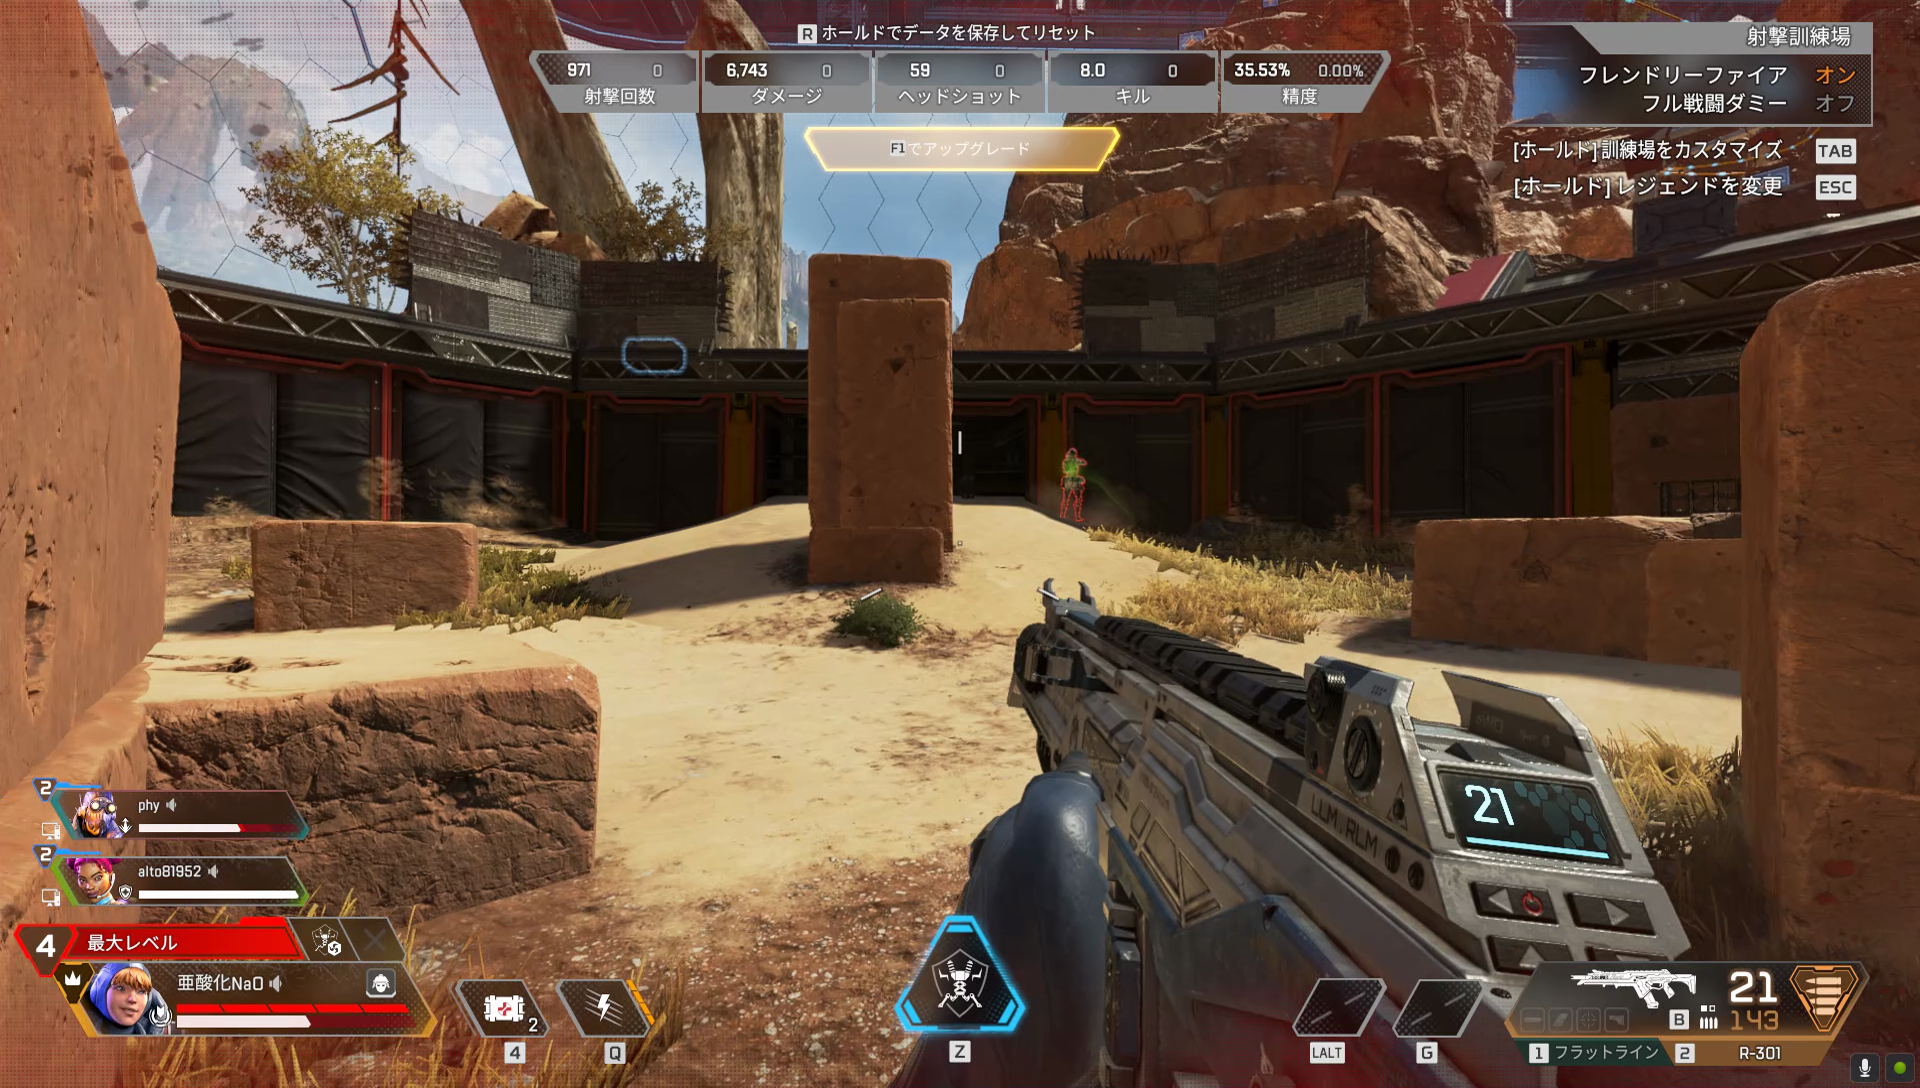 R ホールドでデータを保存してリセット
971 0
射撃回数
6,743 0
ダメージ
59 0
ヘッドショット
8.0 0
キル
35.53% 0.00%
精度
F1でアップグレード
射撃訓練場
フレンドリーファイア オン
フル戦闘ダミー オフ
[ホールド]訓練場をカスタマイズ TAB
[ホールド]レジェンドを変更 ESC
2
phy
2
alto81952
4 最大レベル
亜酸化NaO
2
4
Q
Z
LALT
G
21
LLM.RLM
21
143
B
1 フラットライン
2 R-301